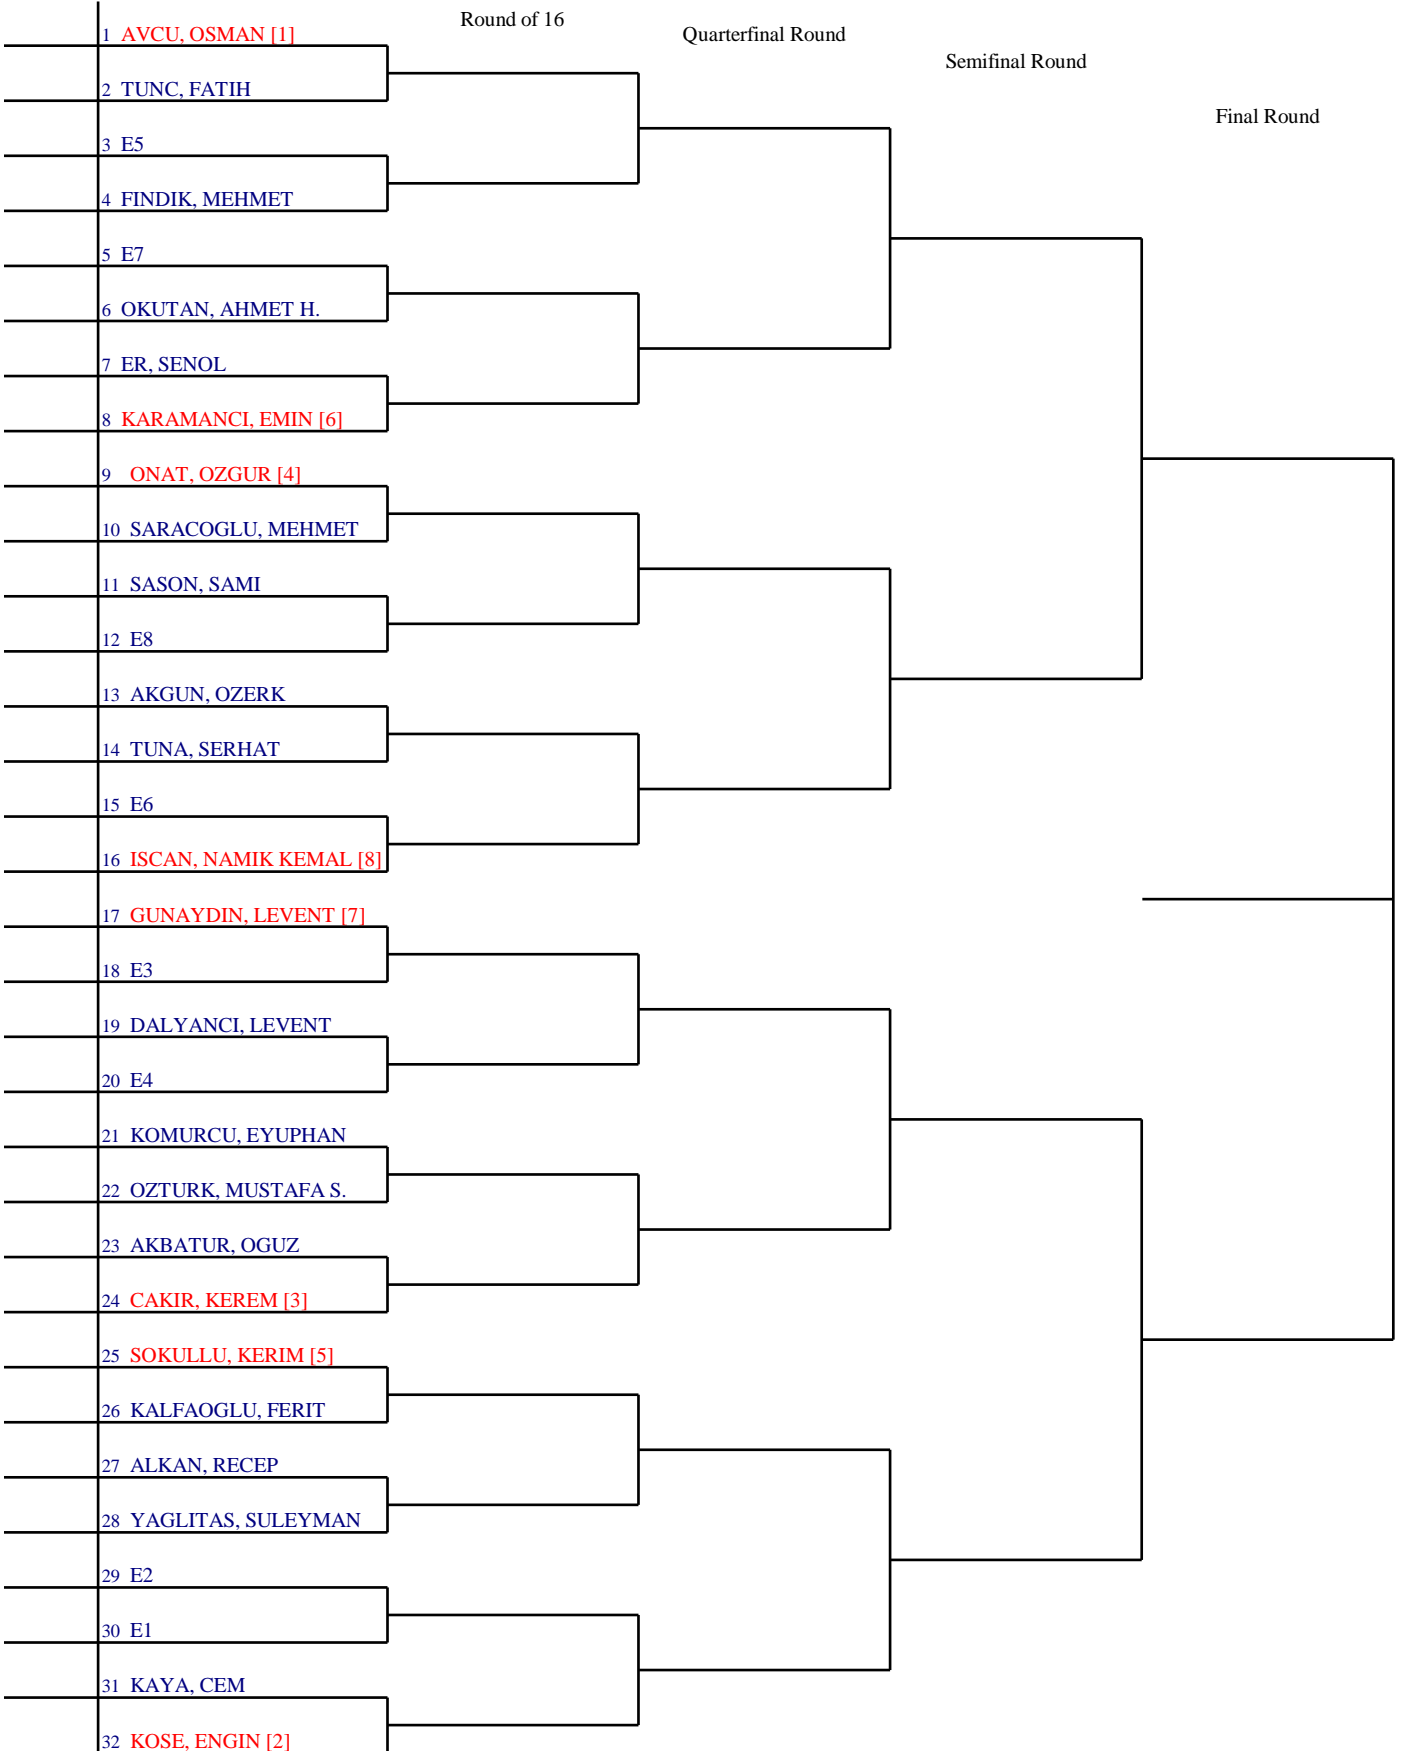 Round of 16
Quarterfinal Round
Semifinal Round
Final Round
1 AVCU, OSMAN [1]
2 TUNC, FATIH
3 E5
4 FINDIK, MEHMET
5 E7
6 OKUTAN, AHMET H.
7 ER, SENOL
8 KARAMANCI, EMIN [6]
9 ONAT, OZGUR [4]
10 SARACOGLU, MEHMET
11 SASON, SAMI
12 E8
13 AKGUN, OZERK
14 TUNA, SERHAT
15 E6
16 ISCAN, NAMIK KEMAL [8]
17 GUNAYDIN, LEVENT [7]
18 E3
19 DALYANCI, LEVENT
20 E4
21 KOMURCU, EYUPHAN
22 OZTURK, MUSTAFA S.
23 AKBATUR, OGUZ
24 CAKIR, KEREM [3]
25 SOKULLU, KERIM [5]
26 KALFAOGLU, FERIT
27 ALKAN, RECEP
28 YAGLITAS, SULEYMAN
29 E2
30 E1
31 KAYA, CEM
32 KOSE, ENGIN [2]